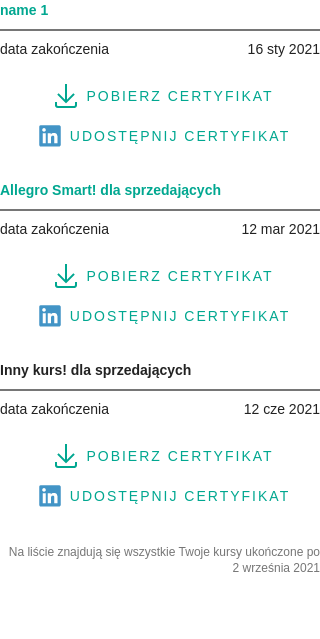 name 1
data zakończenia 16 sty 2021
POBIERZ CERTYFIKAT
UDOSTĘPNIJ CERTYFIKAT
Allegro Smart! dla sprzedających
data zakończenia 12 mar 2021
POBIERZ CERTYFIKAT
UDOSTĘPNIJ CERTYFIKAT
Inny kurs! dla sprzedających
data zakończenia 12 cze 2021
POBIERZ CERTYFIKAT
UDOSTĘPNIJ CERTYFIKAT
Na liście znajdują się wszystkie Twoje kursy ukończone po
2 września 2021